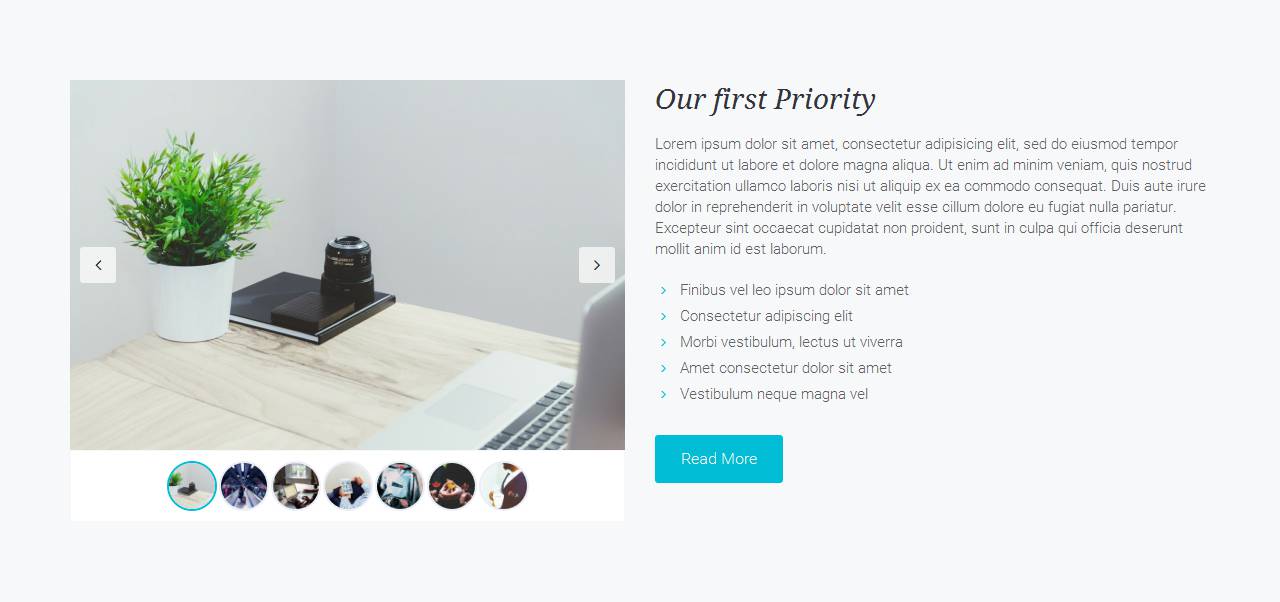 Our first Priority
Lorem ipsum dolor sit amet, consectetur adipisicing elit, sed do eiusmod tempor
incididunt ut labore et dolore magna aliqua. Ut enim ad minim veniam, quis nostrud
exercitation ullamco laboris nisi ut aliquip ex ea commodo consequat. Duis aute irure
dolor in reprehenderit in voluptate velit esse cillum dolore eu fugiat nulla pariatur.
Excepteur sint occaecat cupidatat non proident, sunt in culpa qui officia deserunt
mollit anim id est laborum.
Finibus vel leo ipsum dolor sit amet
Consectetur adipiscing elit
Morbi vestibulum, lectus ut viverra
Amet consectetur dolor sit amet
Vestibulum neque magna vel
Read More